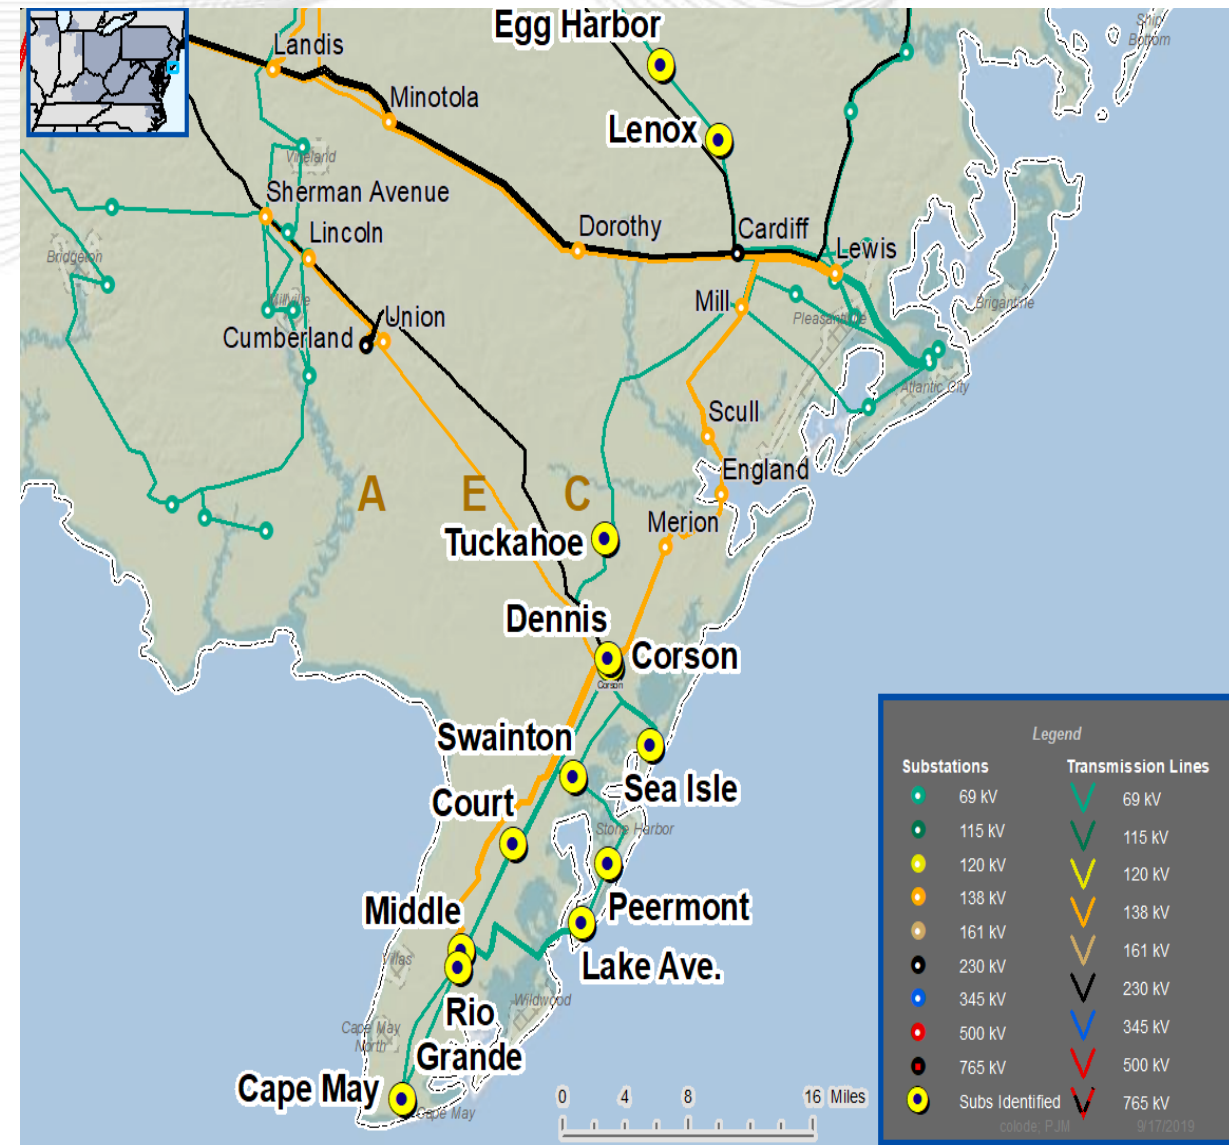 Egg Harbor
Ship
Bottom
Landis
Minotola
Lenox
Vineland
Sherman Avenue
Dorothy
Cardiff
Lincoln
Lewis
Bridgeton
Millville
Mill
Brigantine
Union
Pleasantville
Cumberland
Atlantic City
Scull
England
A E C
Merion
Tuckahoe
Dennis
Corson
Corson
Swainton
Sea Isle
Court
Stone Harbor
Middle
Peermont
Villas
Lake Ave.
Wildwood
Rio
Grande
Cape May
North
Cape May
Cape May
0 4 8 16 Miles
Legend
Substations Transmission Lines
69 kV 69 kV
115 kV 115 kV
120 kV 120 kV
138 kV 138 kV
161 kV 161 kV
230 kV 230 kV
345 kV 345 kV
500 kV 500 kV
765 kV 765 kV
Subs Identified
colode, PJM 9/17/2019